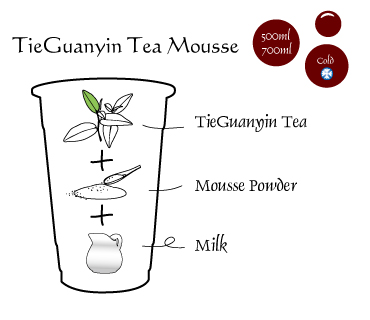 TieGuanyin Tea Mousse
500ml
700ml
Cold
TieGuanyin Tea
+
Mousse Powder
+
Milk